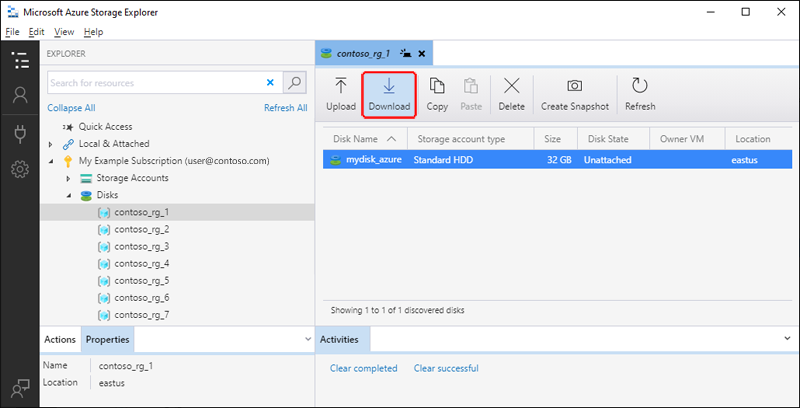 Microsoft Azure Storage Explorer
File Edit View Help
EXPLORER
Search for resources
Collapse All Refresh All
Quick Access
Local & Attached
My Example Subscription (user@contoso.com)
Storage Accounts
Disks
contoso_rg_1
contoso_rg_2
contoso_rg_3
contoso_rg_4
contoso_rg_5
contoso_rg_6
contoso_rg_7
Actions Properties
Name contoso_rg_1
Location eastus
contoso_rg_1
Upload Download Copy Paste Delete Create Snapshot Refresh
Disk Name Storage account type Size Disk State Owner VM Location
mydisk_azure Standard HDD 32 GB Unattached eastus
Showing 1 to 1 of 1 discovered disks
Activities
Clear completed Clear successful